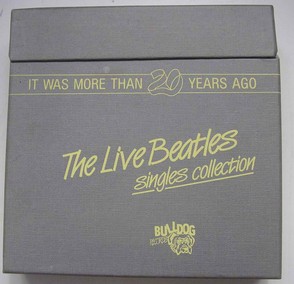 IT WAS MORE THAN 20 YEARS AGO
The Live Beatles
singles collection
BULLDOG
RECORDS